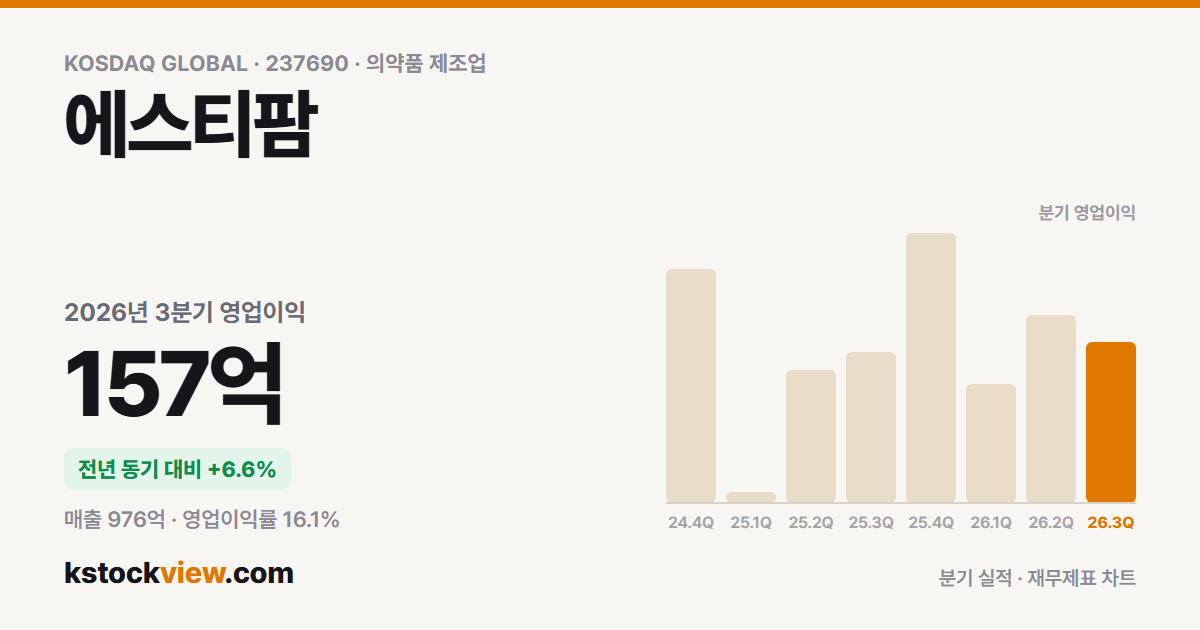 KOSDAQ GLOBAL · 237690 · 의약품 제조업
에스티팜
2026년 3분기 영업이익
157억
전년 동기 대비 +6.6%
매출 976억 · 영업이익률 16.1%
kstockview.com
분기 영업이익
24.4Q 25.1Q 25.2Q 25.3Q 25.4Q 26.1Q 26.2Q 26.3Q
분기 실적 · 재무제표 차트